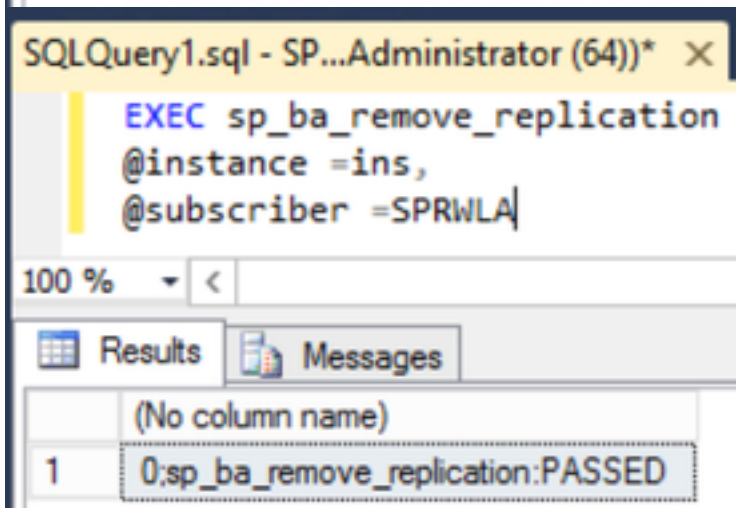 SQLQuery1.sql - SP...Administrator (64))*
EXEC sp_ba_remove_replication
@instance =ins,
@subscriber =SPRWLA
100 %
Results Messages
(No column name)
1 0;sp_ba_remove_replication:PASSED